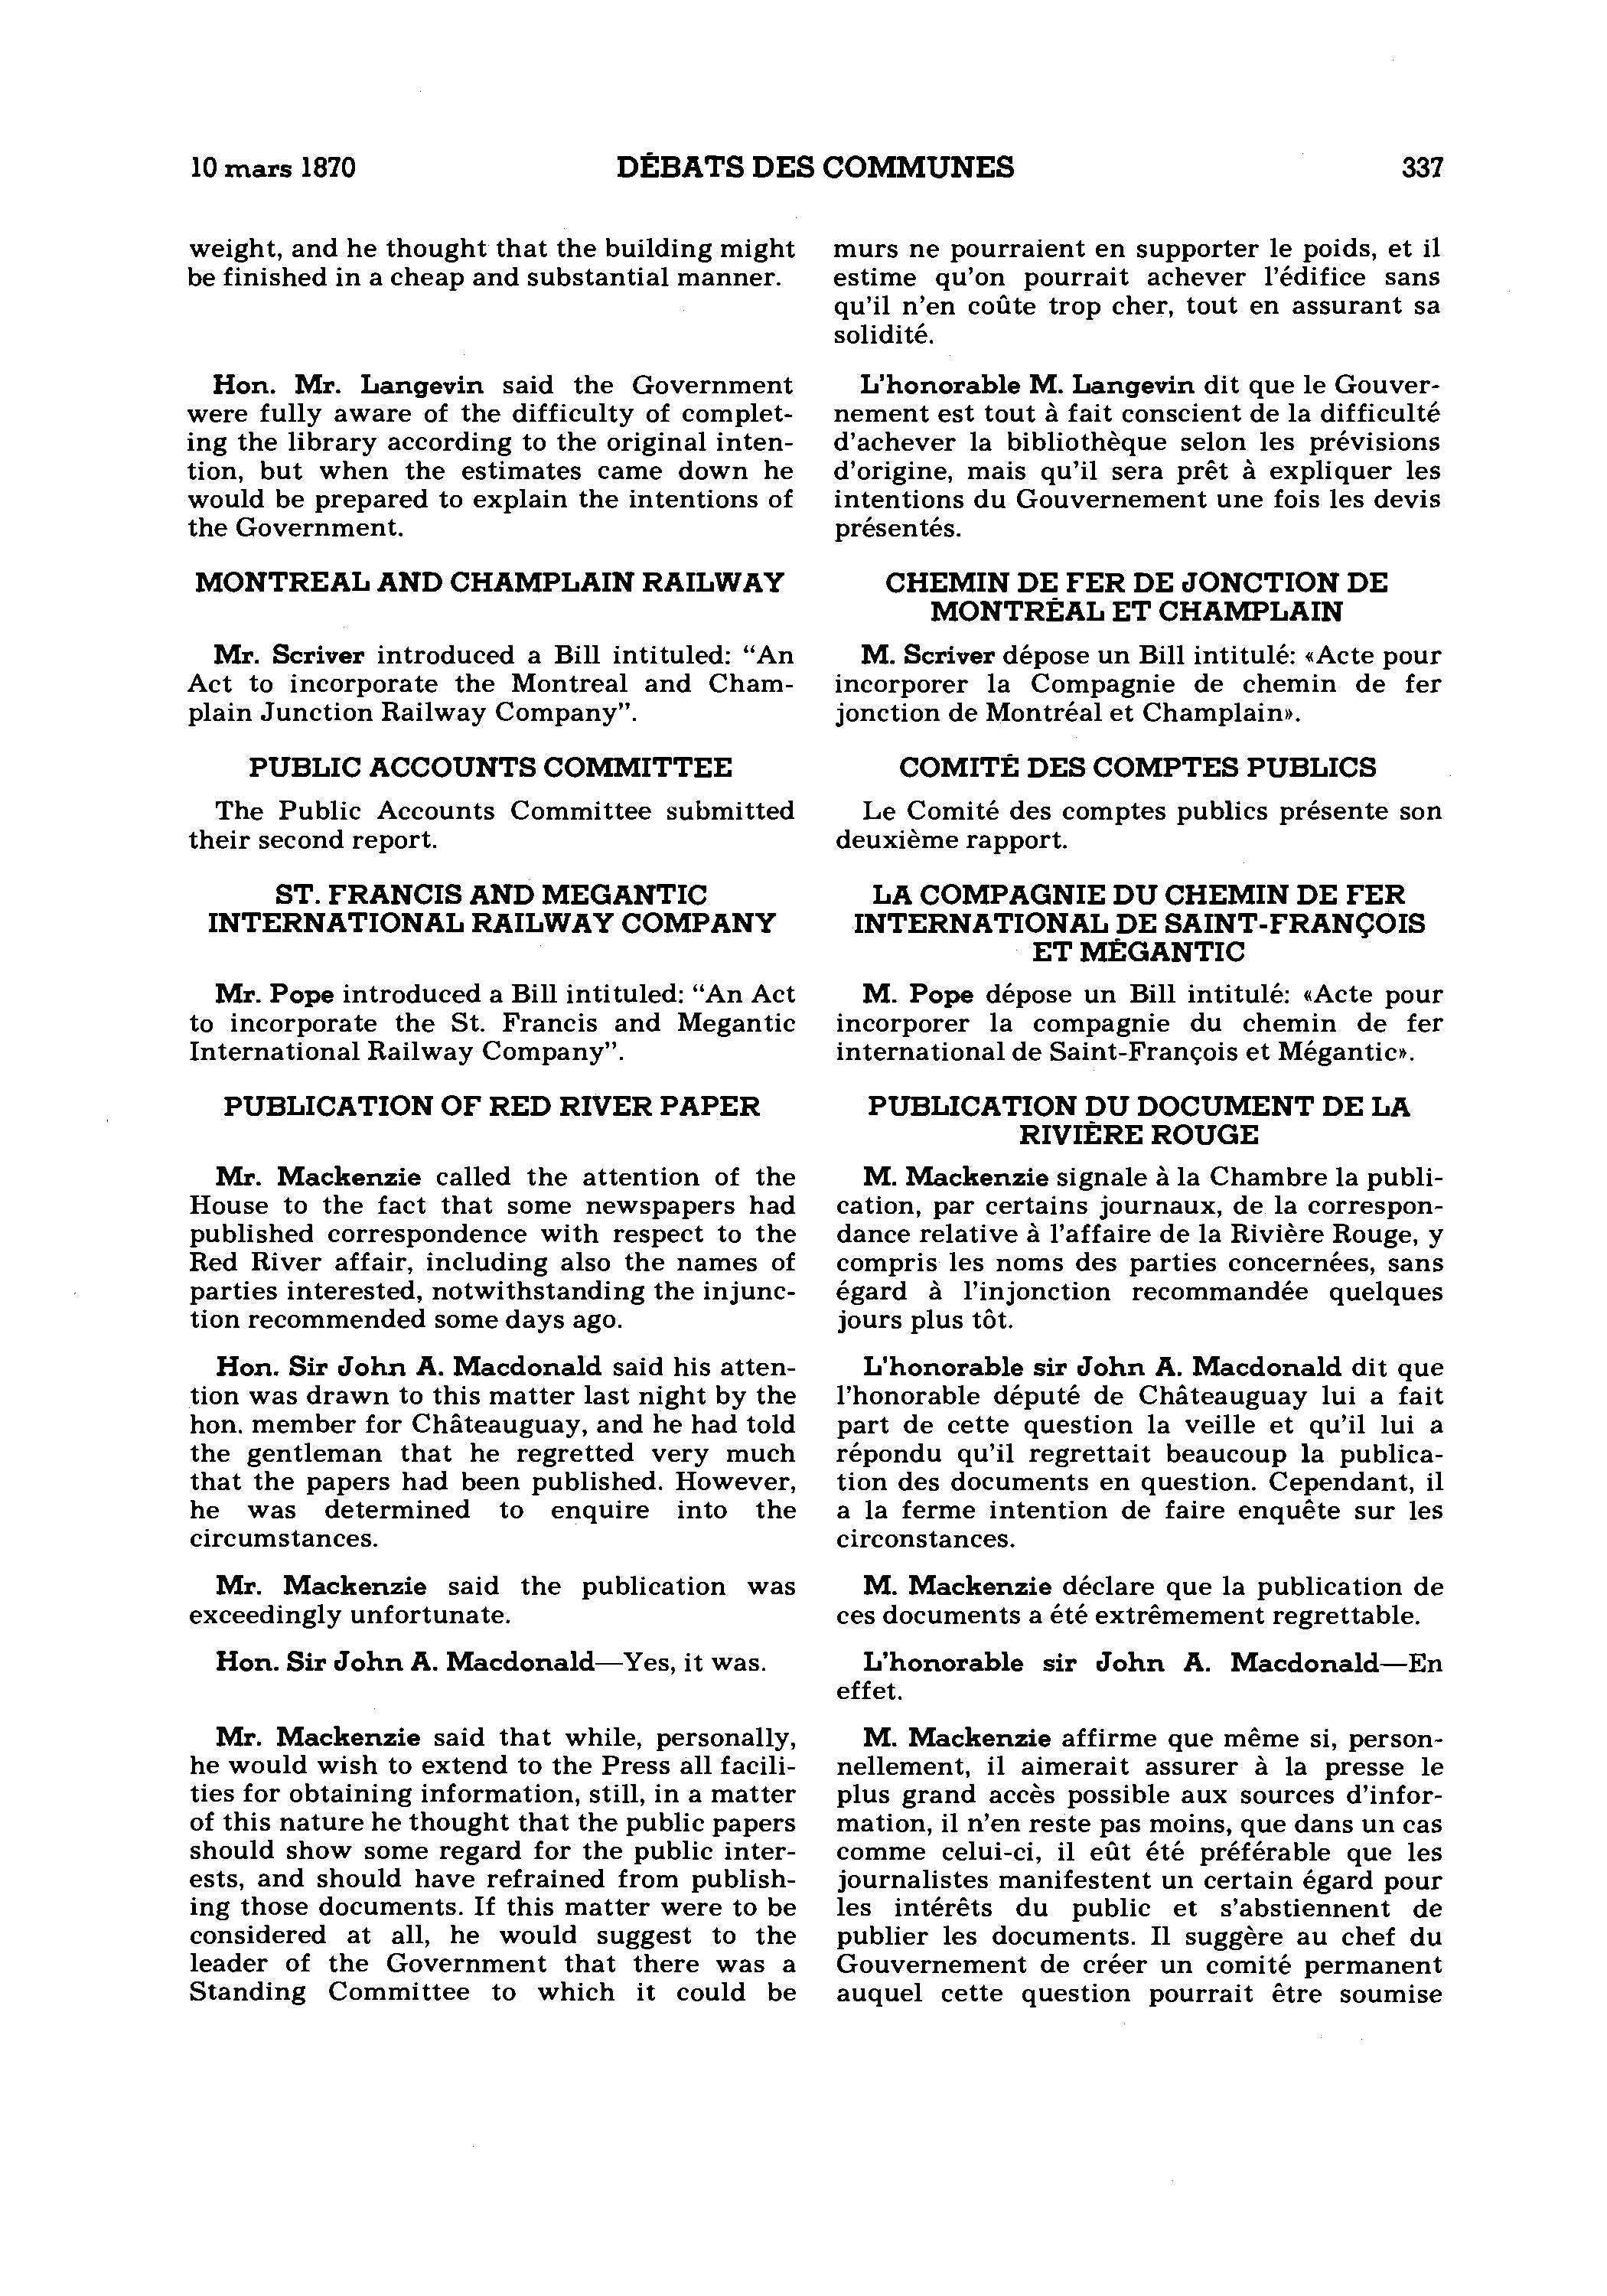 10 mars 1870
DÉBATS DES COMMUNES
337
weight, and he thought that the building might
be finished in a cheap and substantial manner.
Hon. Mr. Langevin said the Government
were fully aware of the difficulty of complet-
ing the library according to the original inten-
tion, but when the estimates came down he
would be prepared to explain the intentions of
the Government.
MONTREAL AND CHAMPLAIN RAILWAY
Mr. Scriver introduced a Bill intituled: “An
Act to incorporate the Montreal and Cham-
plain Junction Railway Company”.
PUBLIC ACCOUNTS COMMITTEE
The Public Accounts Committee submitted
their second report.
ST. FRANCIS AND MEGANTIC
INTERNATIONAL RAILWAY COMPANY
Mr. Pope introduced a Bill intituled: “An Act
to incorporate the St. Francis and Megantic
International Railway Company”.
PUBLICATION OF RED RIVER PAPER
Mr. Mackenzie called the attention of the
House to the fact that some newspapers had
published correspondence with respect to the
Red River affair, including also the names of
parties interested, notwithstanding the injunc-
tion recommended some days ago.
Hon. Sir John A. Macdonald said his atten-
tion was drawn to this matter last night by the
hon. member for Châteauguay, and he had told
the gentleman that he regretted very much
that the papers had been published. However,
he was determined to enquire into the
circumstances.
Mr. Mackenzie said the publication was
exceedingly unfortunate.
Hon. Sir John A. Macdonald—Yes, it was.
Mr. Mackenzie said that while, personally,
he would wish to extend to the Press all facili-
ties for obtaining information, still, in a matter
of this nature he thought that the public papers
should show some regard for the public inter-
ests, and should have refrained from publish-
ing those documents. If this matter were to be
considered at all, he would suggest to the
leader of the Government that there was a
Standing Committee to which it could be
murs ne pourraient en supporter le poids, et il
estime qu’on pourrait achever l’édifice sans
qu’il n’en coûte trop cher, tout en assurant sa
solidité.
L’honorable M. Langevin dit que le Gouver-
nement est tout à fait conscient de la difficulté
d’achever la bibliothèque selon les prévisions
d’origine, mais qu’il sera prêt à expliquer les
intentions du Gouvernement une fois les devis
présentés.
CHEMIN DE FER DE JONCTION DE
MONTRÉAL ET CHAMPLAIN
M. Scriver dépose un Bill intitulé: «Acte pour
incorporer la Compagnie de chemin de fer
jonction de Montréal et Champlain».
COMITÉ DES COMPTES PUBLICS
Le Comité des comptes publics présente son
deuxième rapport.
LA COMPAGNIE DU CHEMIN DE FER
INTERNATIONAL DE SAINT-FRANÇOIS
ET MÉGANTIC
M. Pope dépose un Bill intitulé: «Acte pour
incorporer la compagnie du chemin de fer
international de Saint-François et Mégantic».
PUBLICATION DU DOCUMENT DE LA
RIVIÈRE ROUGE
M. Mackenzie signale à la Chambre la publi-
cation, par certains journaux, de la correspon-
dance relative à l’affaire de la Rivière Rouge, y
compris les noms des parties concernées, sans
égard à l’injonction recommandée quelques
jours plus tôt.
L’honorable sir John A. Macdonald dit que
l’honorable député de Châteauguay lui a fait
part de cette question la veille et qu’il lui a
répondu qu’il regrettait beaucoup la publica-
tion des documents en question. Cependant, il
a la ferme intention de faire enquête sur les
circonstances.
M. Mackenzie déclare que la publication de
ces documents a été extrêmement regrettable.
L’honorable sir John A. Macdonald—En
effet.
M. Mackenzie affirme que même si, person-
nellement, il aimerait assurer à la presse le
plus grand accès possible aux sources d’infor-
mation, il n’en reste pas moins, que dans un cas
comme celui-ci, il eût été préférable que les
journalistes manifestent un certain égard pour
les intérêts du public et s’abstiennent de
publier les documents. Il suggère au chef du
Gouvernement de créer un comité permanent
auquel cette question pourrait être soumise